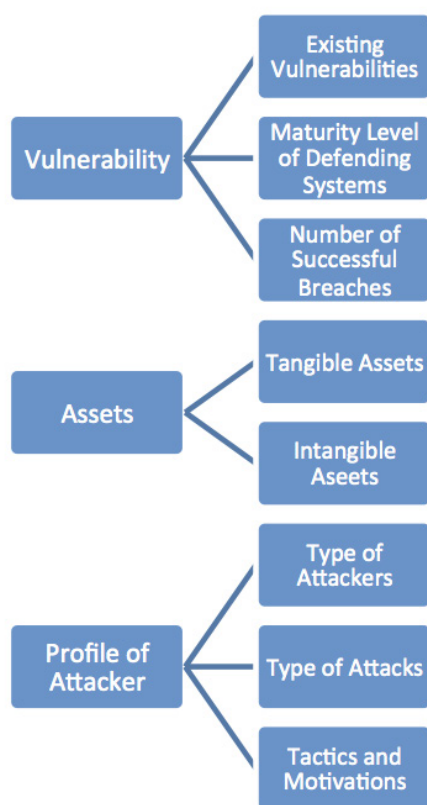 Existing
Vulnerabilities
Vulnerability
Maturity Level
of Defending
Systems
Number of
Successful
Breaches
Tangible Assets
Assets
Intangible
Aseets
Type of
Attackers
Profile of
Attacker
Type of Attacks
Tactics and
Motivations